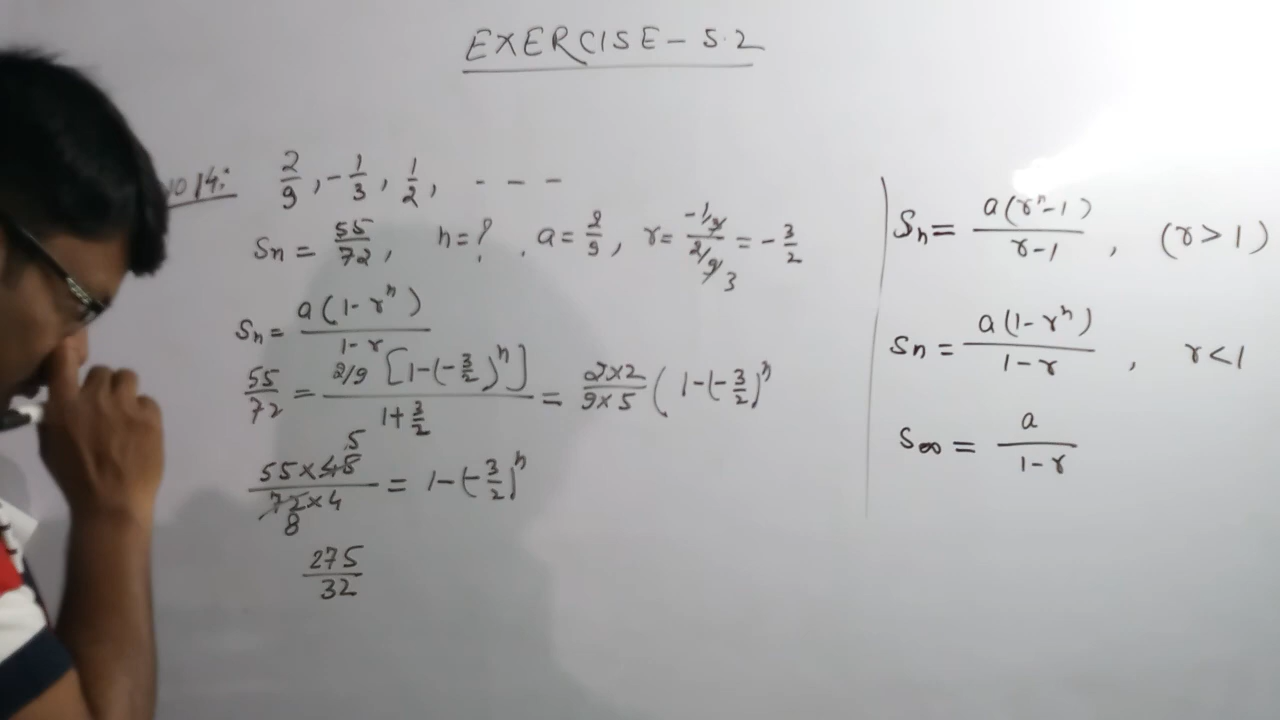 EXERCISE - 5.2
NO 14: 2/9, -1/3, 1/2, - - -
Sn = 55/72, n = ?, a = 2/9, r = (-1/3)/(2/9) = -3/2
3
Sn = a(1-r^n)/(1-r)
55/72 = 2/9 [1-(-3/2)^n]/(1+3/2) = (2×2)/(9×5) (1-(-3/2)^n
5
(55×45)/(72×4) = 1-(-3/2)^n
8
275/32
Sn = a(r^n-1)/(r-1), (r > 1)
Sn = a(1-r^n)/(1-r), r < 1
S∞ = a/(1-r)